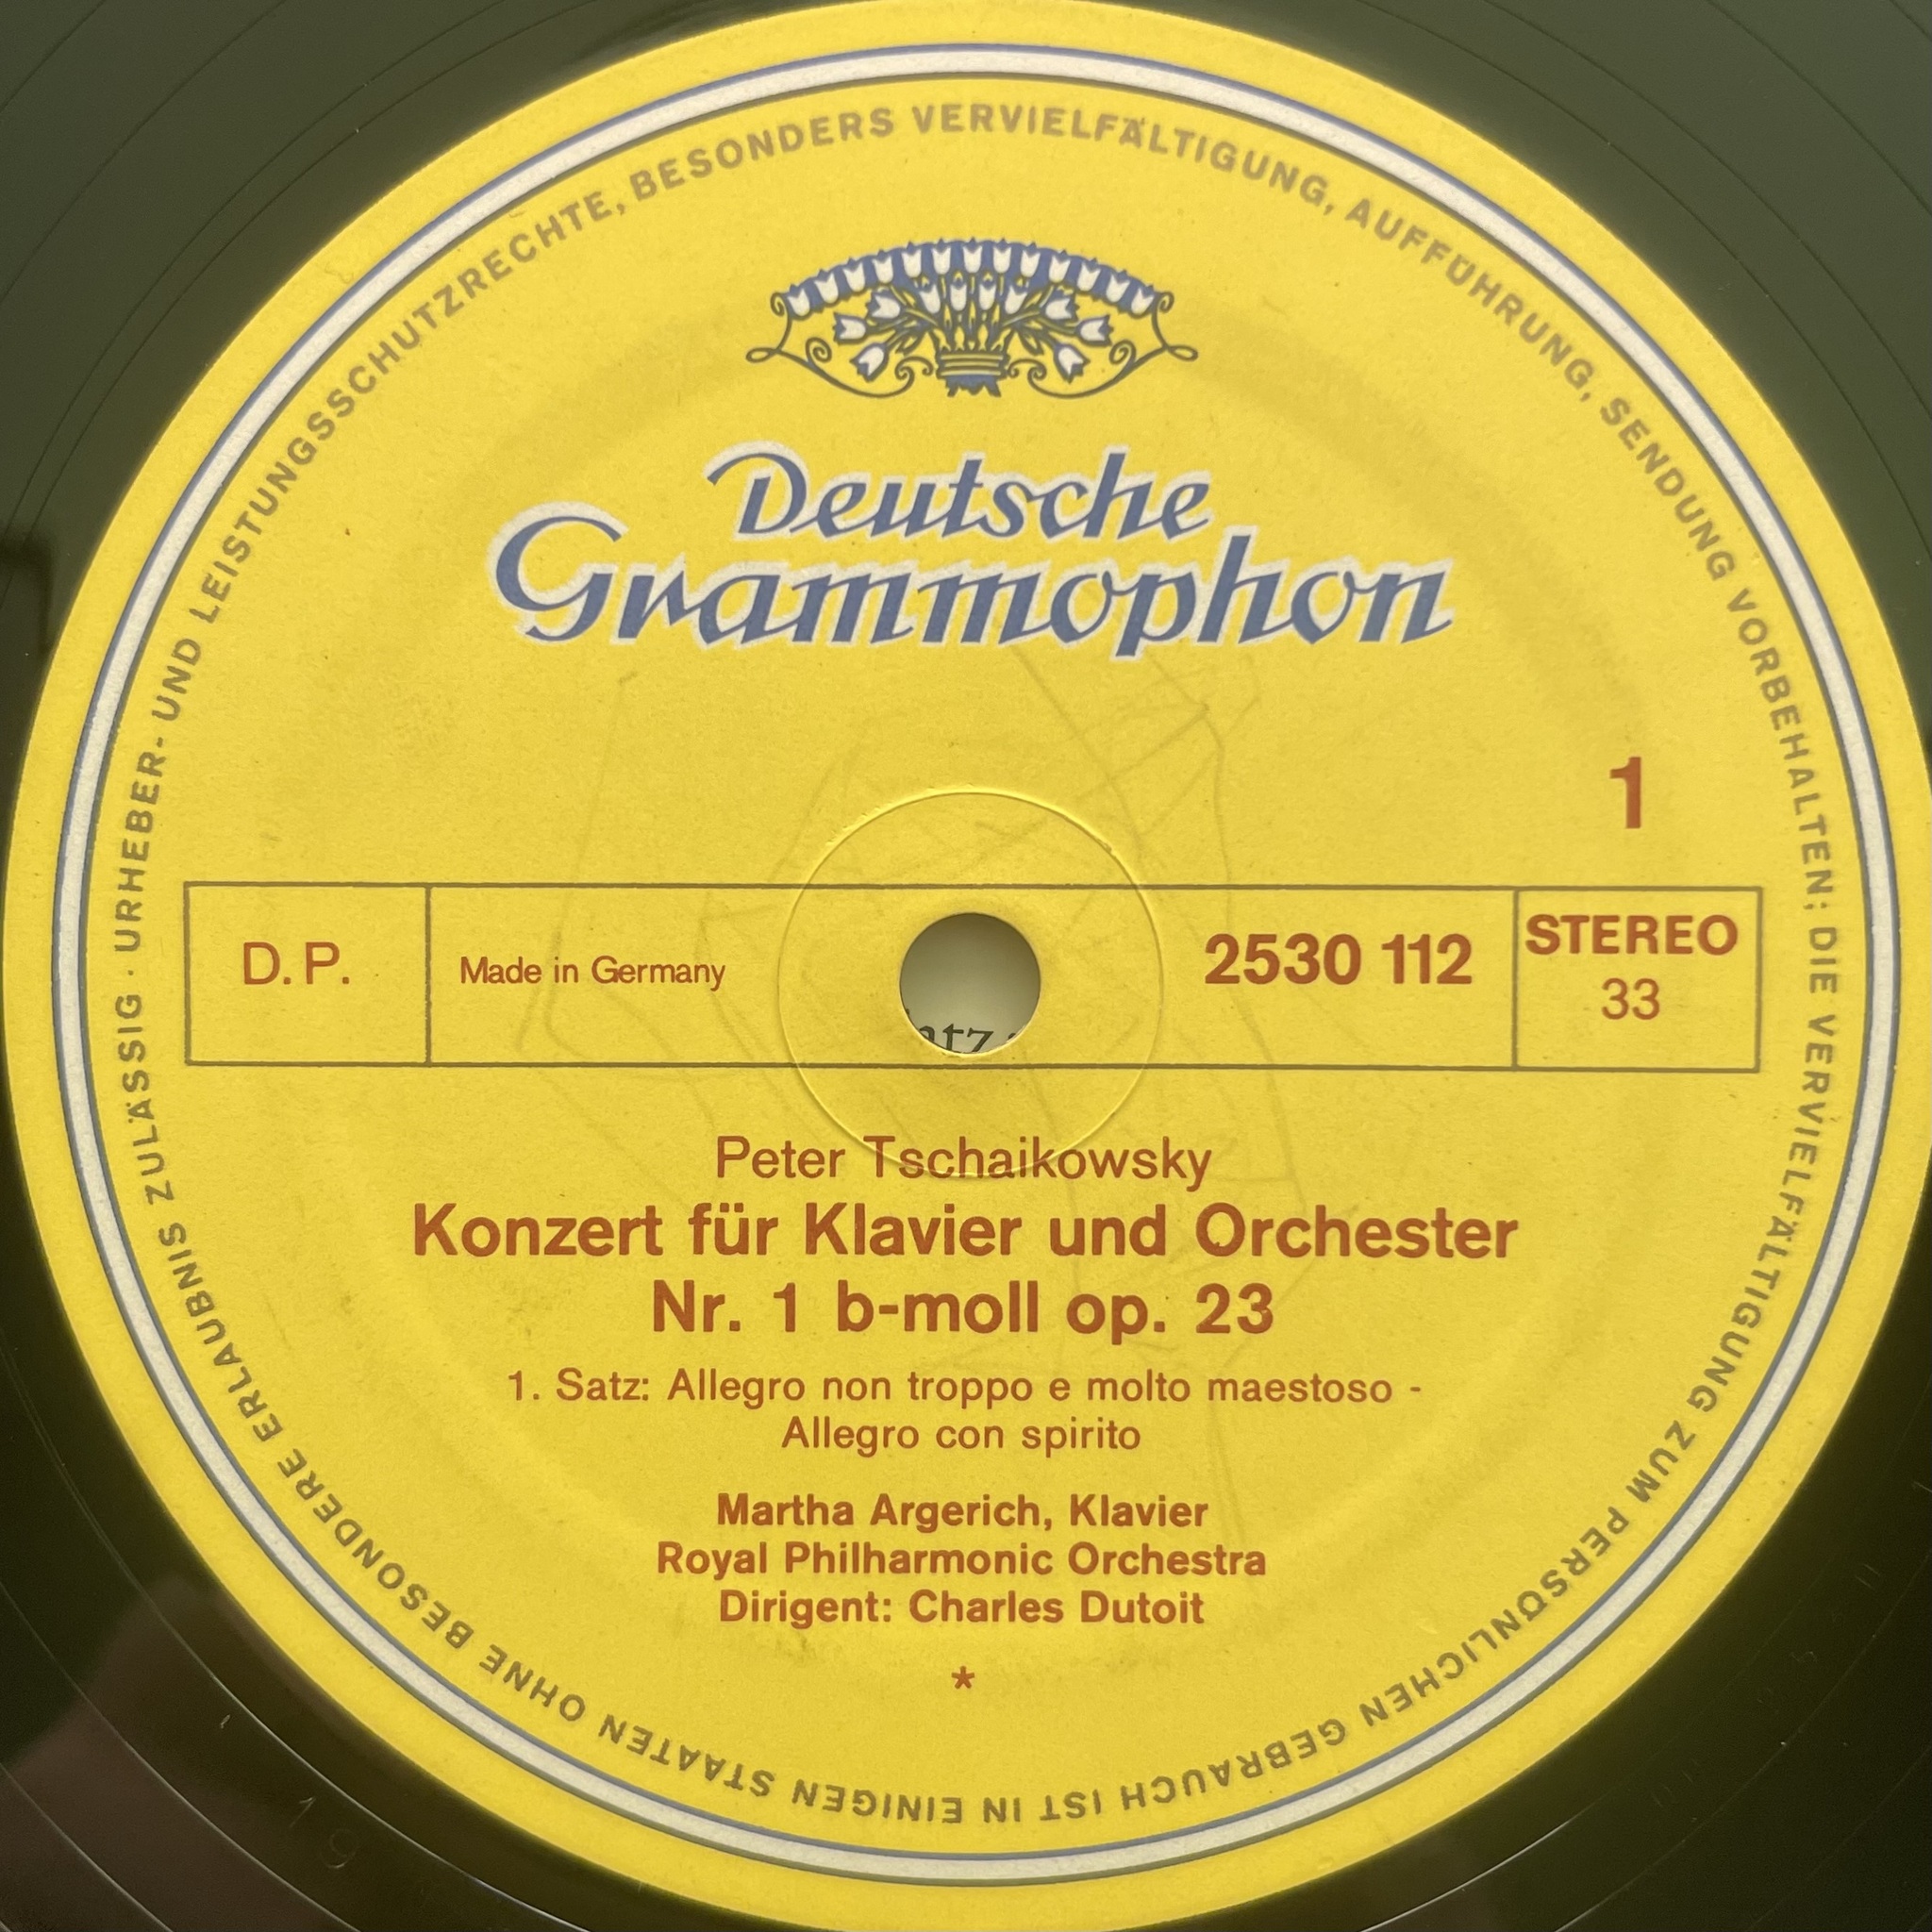 URHEBER- UND LEISTUNGSSCHUTZRECHTE, BESONDERS VERVIELFÄLTIGUNG, AUFFÜHRUNG, SENDUNG VORBEHALTEN; DIE VERVIELFÄLTIGUNG ZUM PERSÖNLICHEN GEBRAUCH IST IN EINIGEN STAATEN OHNE BESONDERE ERLAUBNIS ZULÄSSIG ·
Deutsche
Grammophon
1
D.P.
Made in Germany
2530 112
STEREO
33
Peter Tschaikowsky
Konzert für Klavier und Orchester
Nr. 1 b-moll op. 23
1. Satz: Allegro non troppo e molto maestoso -
Allegro con spirito
Martha Argerich, Klavier
Royal Philharmonic Orchestra
Dirigent: Charles Dutoit
*